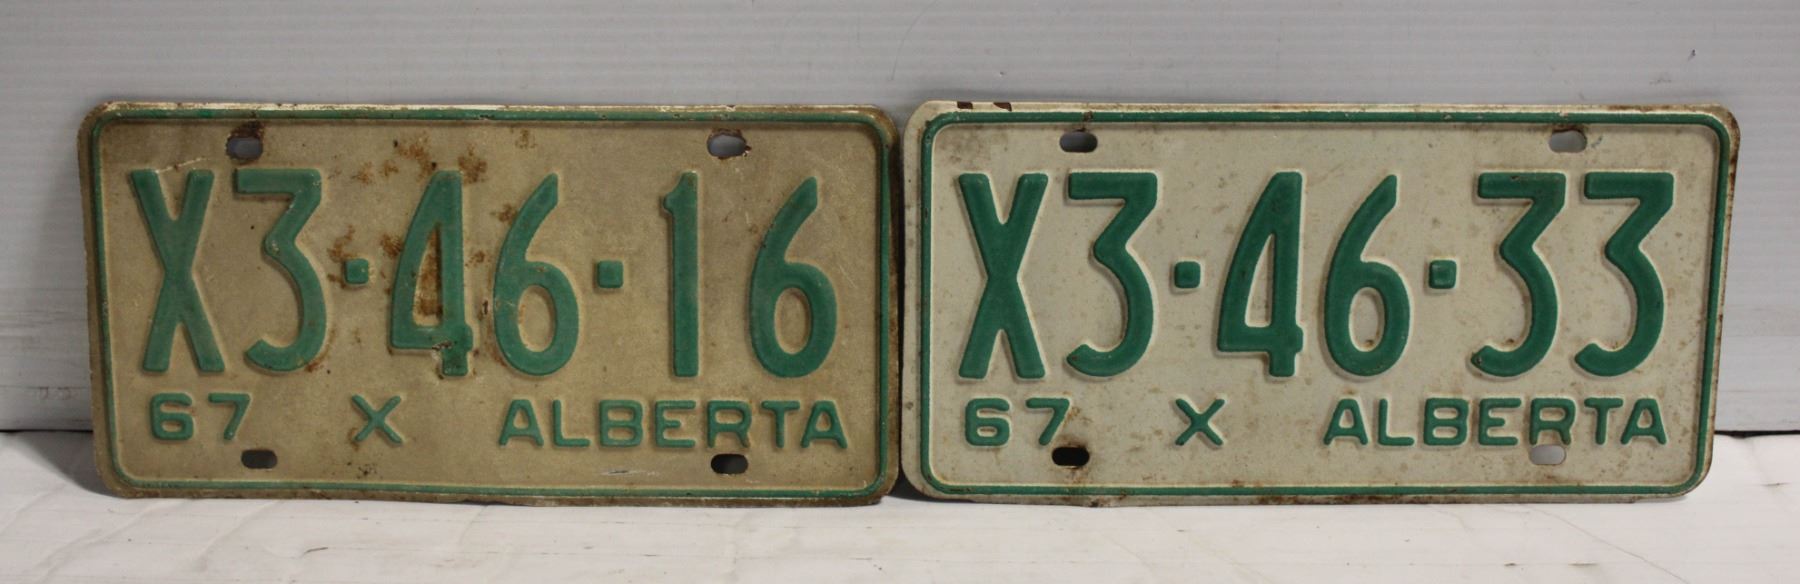 X3·46·16
67 X ALBERTA
X3·46·33
67 X ALBERTA